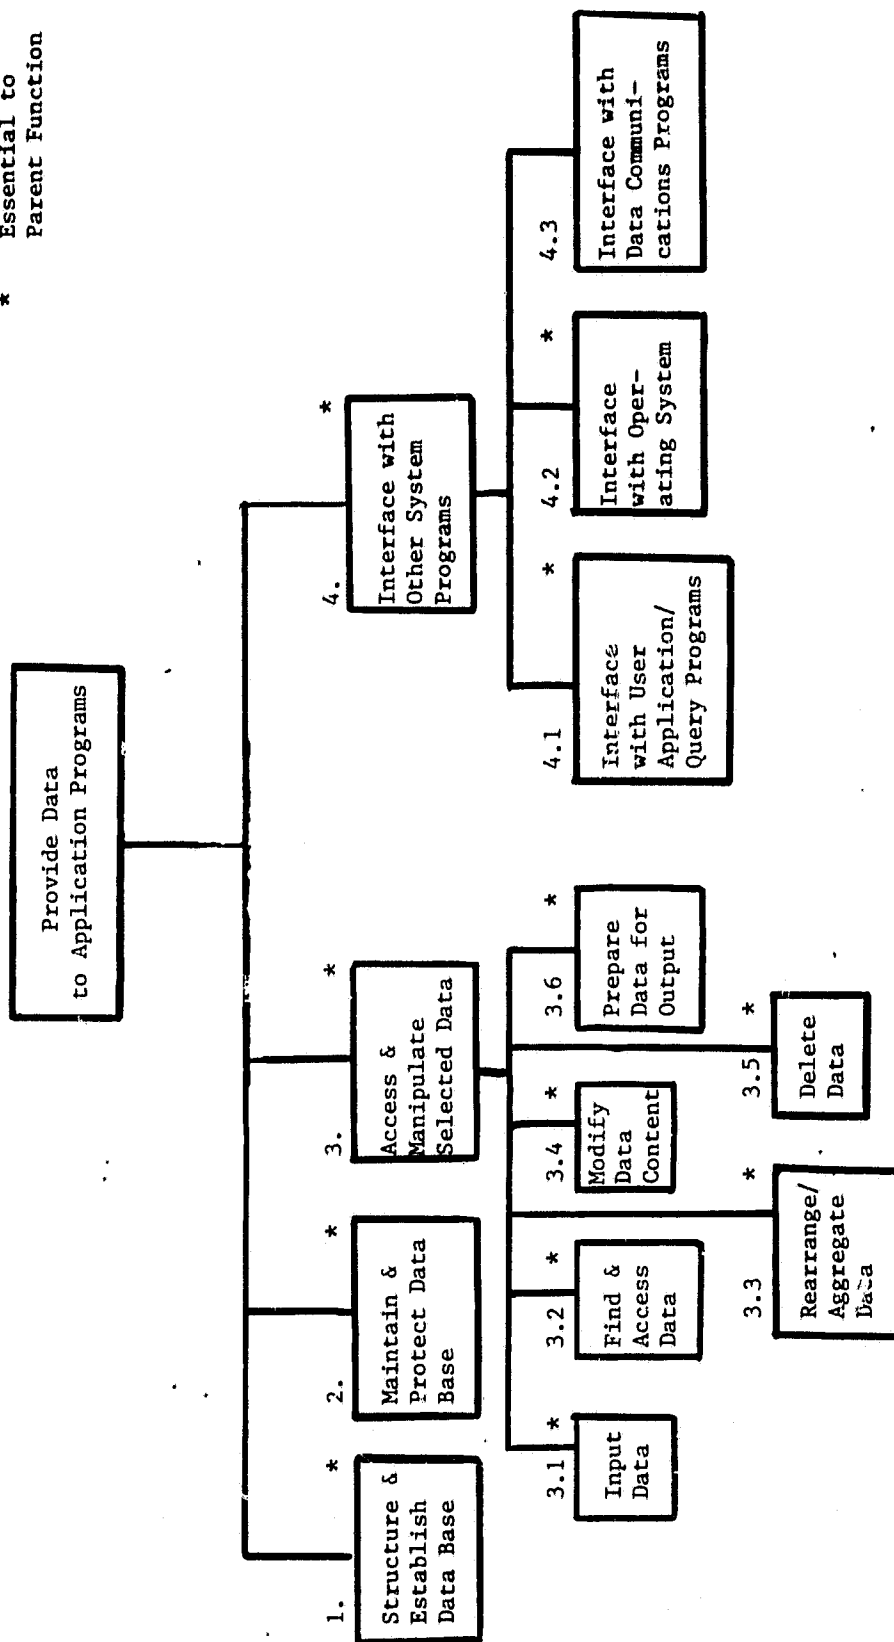 * Essential to
Parent Function
Provide Data
to Application Programs
1. *
Structure &
Establish
Data Base
2. *
Maintain &
Protect Data
Base
3. *
Access &
Manipulate
Selected Data
4. *
Interface with
Other System
Programs
3.1 *
Input
Data
3.2 *
Find &
Access
Data
3.3 *
Rearrange/
Aggregate
Data
3.4 *
Modify
Data
Content
3.5 *
Delete
Data
3.6 *
Prepare
Data for
Output
4.1 *
Interface
with User
Application/
Query Programs
4.2 *
Interface
with Oper-
ating System
4.3
Interface with
Data Communi-
cations Programs